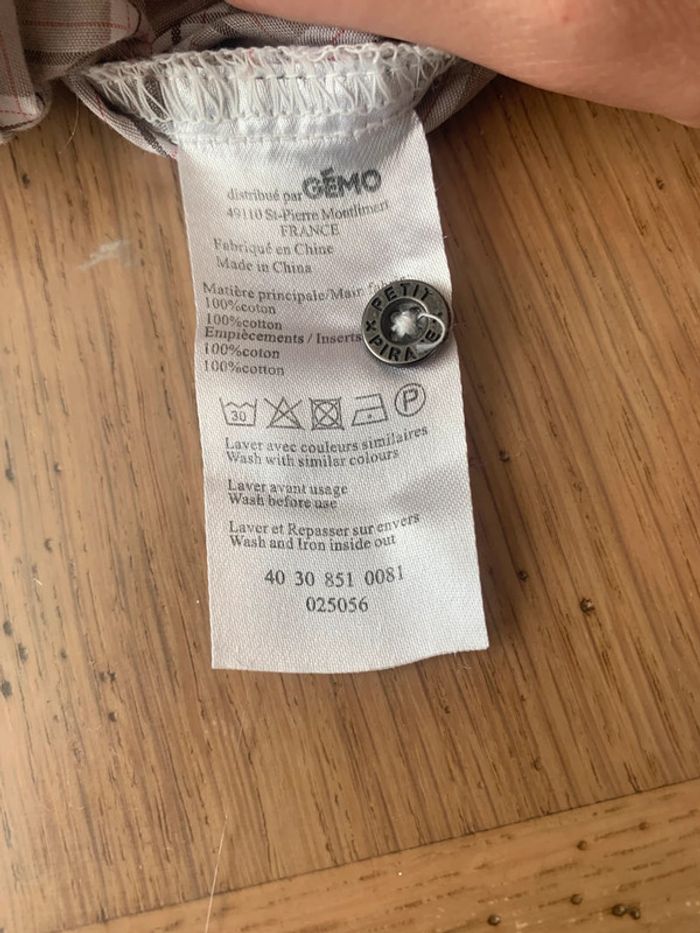 distribué par GÉMO
49110 St-Pierre Montlimart
FRANCE
Fabriqué en Chine
Made in China
Matière principale/Main
100%coton
100%cotton
Empiècements / Inserts
100%coton
100%cotton
PETIT
PIRATE
30
P
Laver avec couleurs similaires
Wash with similar colours
Laver avant usage
Wash before use
Laver et Repasser sur envers
Wash and Iron inside out
40 30 851 0081
025056